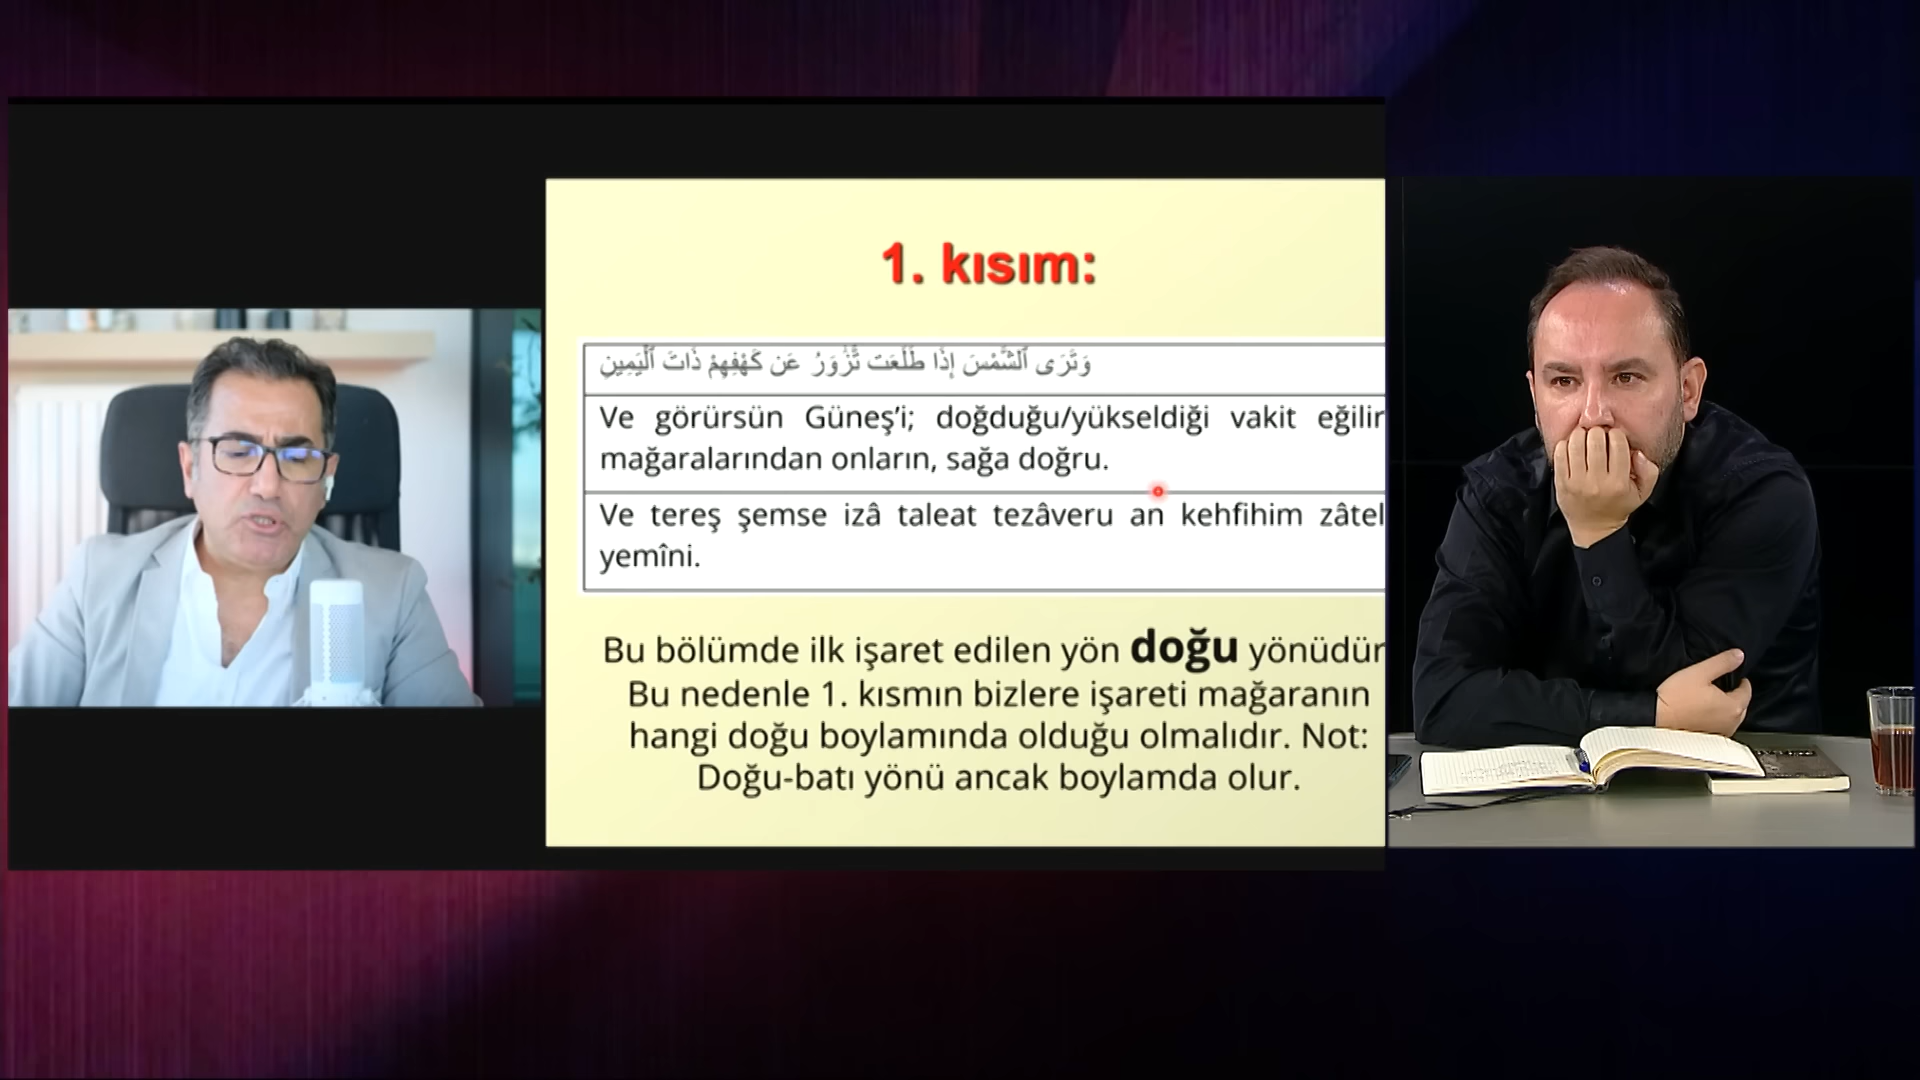 1. kısım:
وَتَرَى ٱلشَّمْسَ إِذَا طَلَعَت تَّزَٰوَرُ عَن كَهْفِهِمْ ذَاتَ ٱلْيَمِينِ
Ve görürsün Güneş’i; doğduğu/yükseldiği vakit eğilir
mağaralarından onların, sağa doğru.
Ve tereş şemse izâ taleat tezâveru an kehfihim zâtel
yemîni.
Bu bölümde ilk işaret edilen yön doğu yönüdür
Bu nedenle 1. kısmın bizlere işareti mağaranın
hangi doğu boylamında olduğu olmalıdır. Not:
Doğu-batı yönü ancak boylamda olur.